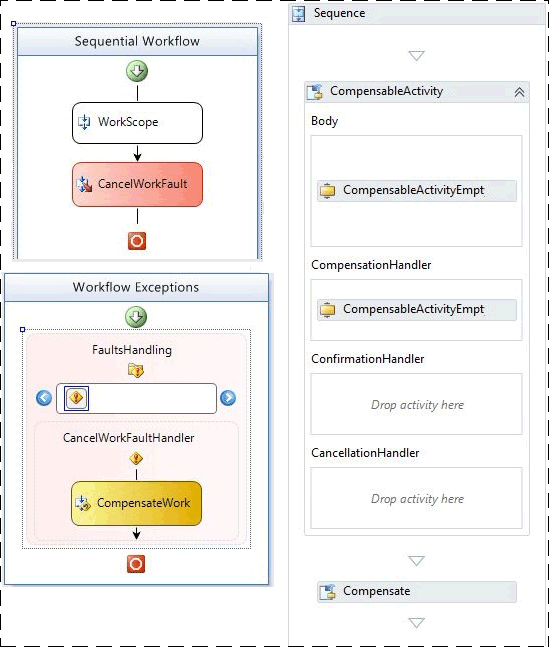 Sequential Workflow
WorkScope
CancelWorkFault
Workflow Exceptions
FaultsHandling
CancelWorkFaultHandler
CompensateWork
Sequence
CompensableActivity
Body
CompensableActivityEmpt
CompensationHandler
CompensableActivityEmpt
ConfirmationHandler
Drop activity here
CancellationHandler
Drop activity here
Compensate